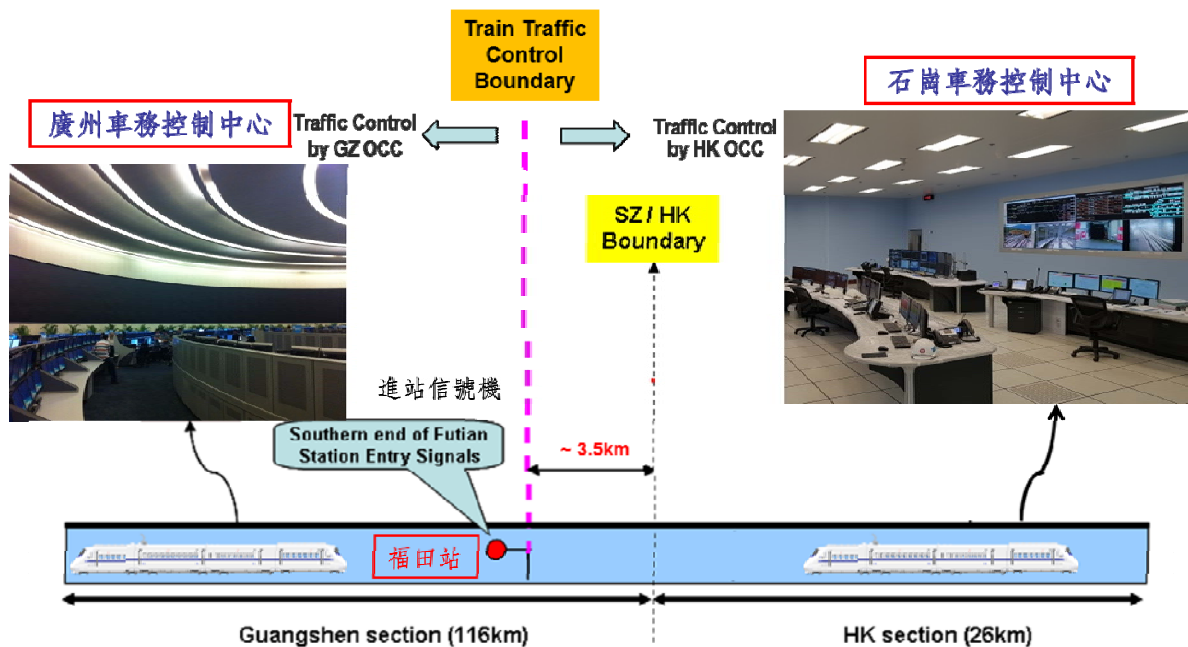 Train Traffic
Control
Boundary
廣州車務控制中心
Traffic Control
by GZ OCC
Traffic Control
by HK OCC
石崗車務控制中心
SZ / HK
Boundary
進站信號機
Southern end of Futian
Station Entry Signals
~ 3.5km
福田站
Guangshen section (116km)
HK section (26km)